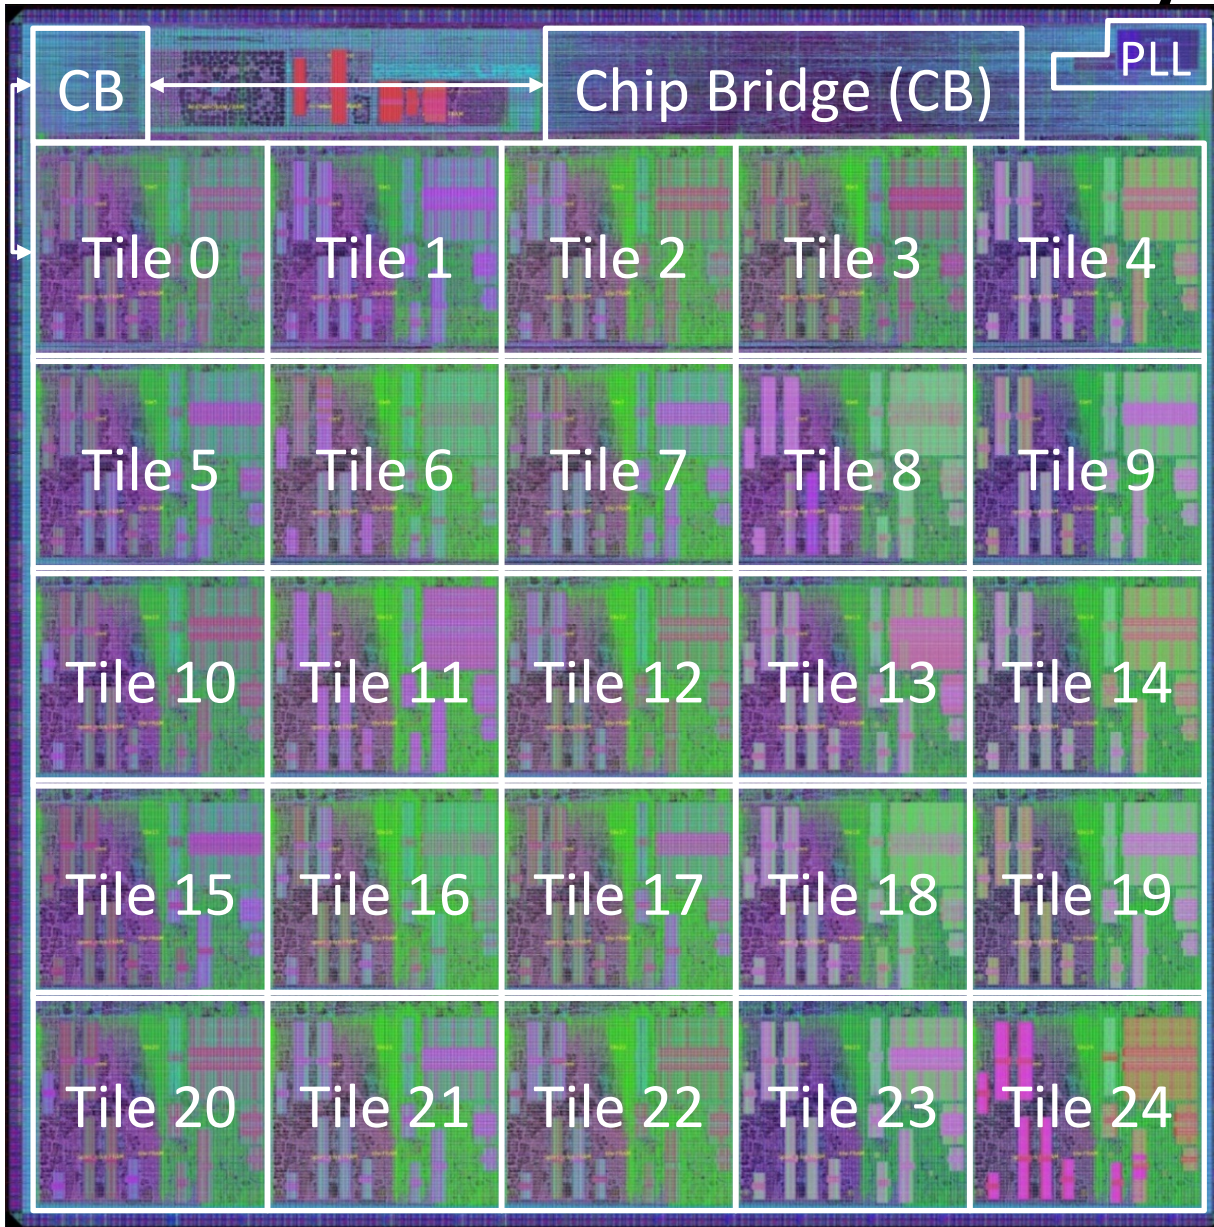 CB
Chip Bridge (CB)
PLL
Tile 0
Tile 1
Tile 2
Tile 3
Tile 4
Tile 5
Tile 6
Tile 7
Tile 8
Tile 9
Tile 10
Tile 11
Tile 12
Tile 13
Tile 14
Tile 15
Tile 16
Tile 17
Tile 18
Tile 19
Tile 20
Tile 21
Tile 22
Tile 23
Tile 24